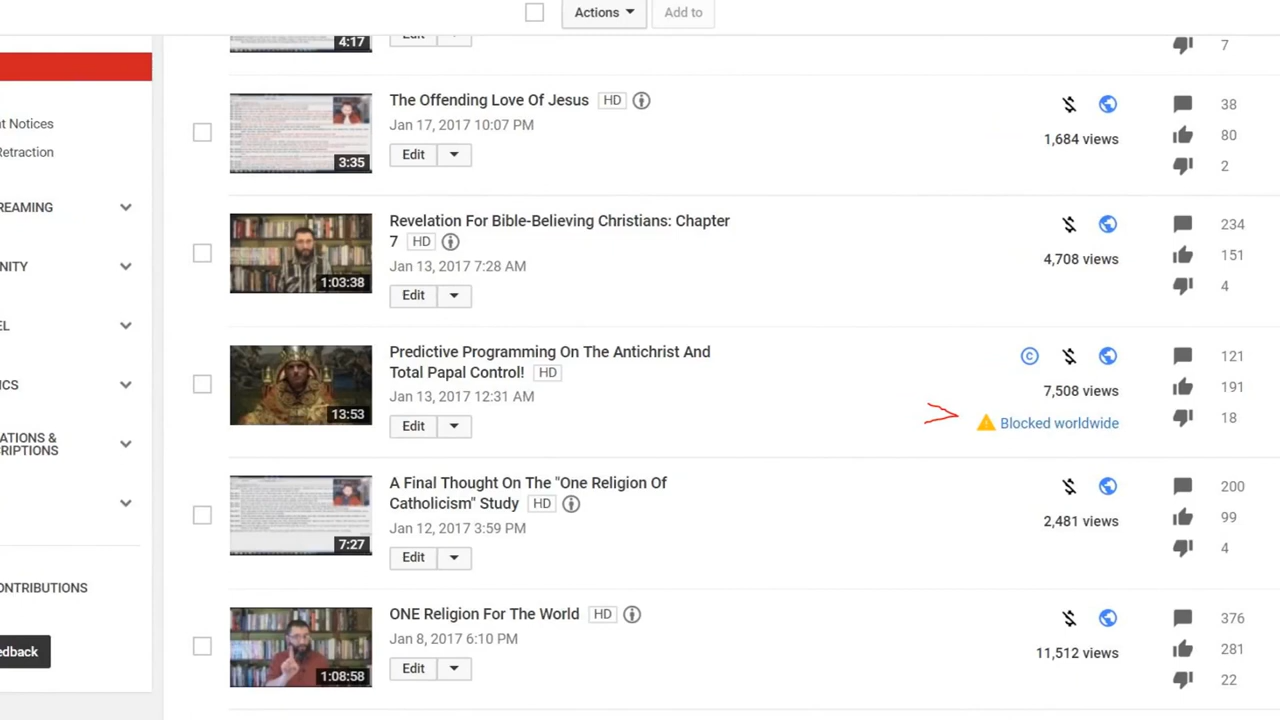 Actions
Add to
4:17
7
t Notices
Retraction
REAMING
NITY
EL
CS
ATIONS &
RIPTIONS
ONTRIBUTIONS
edback
The Offending Love Of Jesus HD
Jan 17, 2017 10:07 PM
Edit
3:35
1,684 views
38
80
2
Revelation For Bible-Believing Christians: Chapter
7 HD
Jan 13, 2017 7:28 AM
Edit
1:03:38
4,708 views
234
151
4
Predictive Programming On The Antichrist And
Total Papal Control! HD
Jan 13, 2017 12:31 AM
Edit
13:53
C
7,508 views
Blocked worldwide
121
191
18
A Final Thought On The "One Religion Of
Catholicism" Study HD
Jan 12, 2017 3:59 PM
Edit
7:27
2,481 views
200
99
4
ONE Religion For The World HD
Jan 8, 2017 6:10 PM
Edit
1:08:58
11,512 views
376
281
22